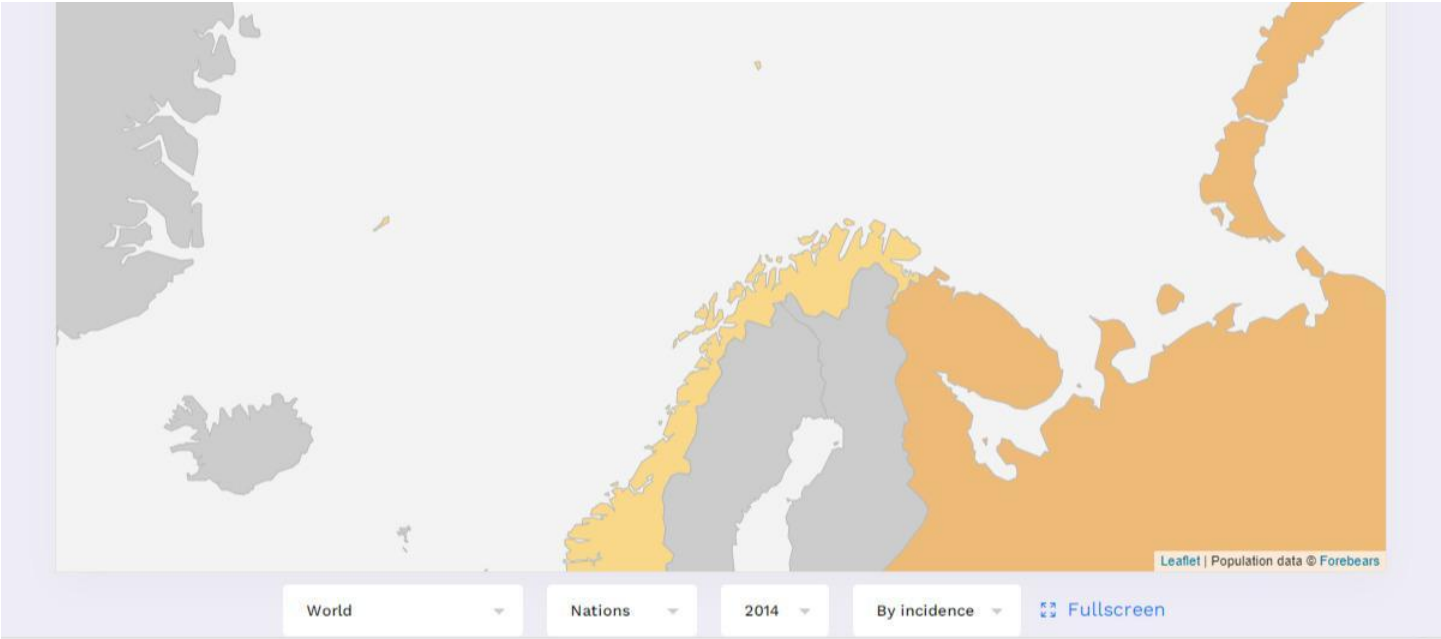 Leaflet | Population data © Forebears
World
Nations
2014
By incidence
Fullscreen